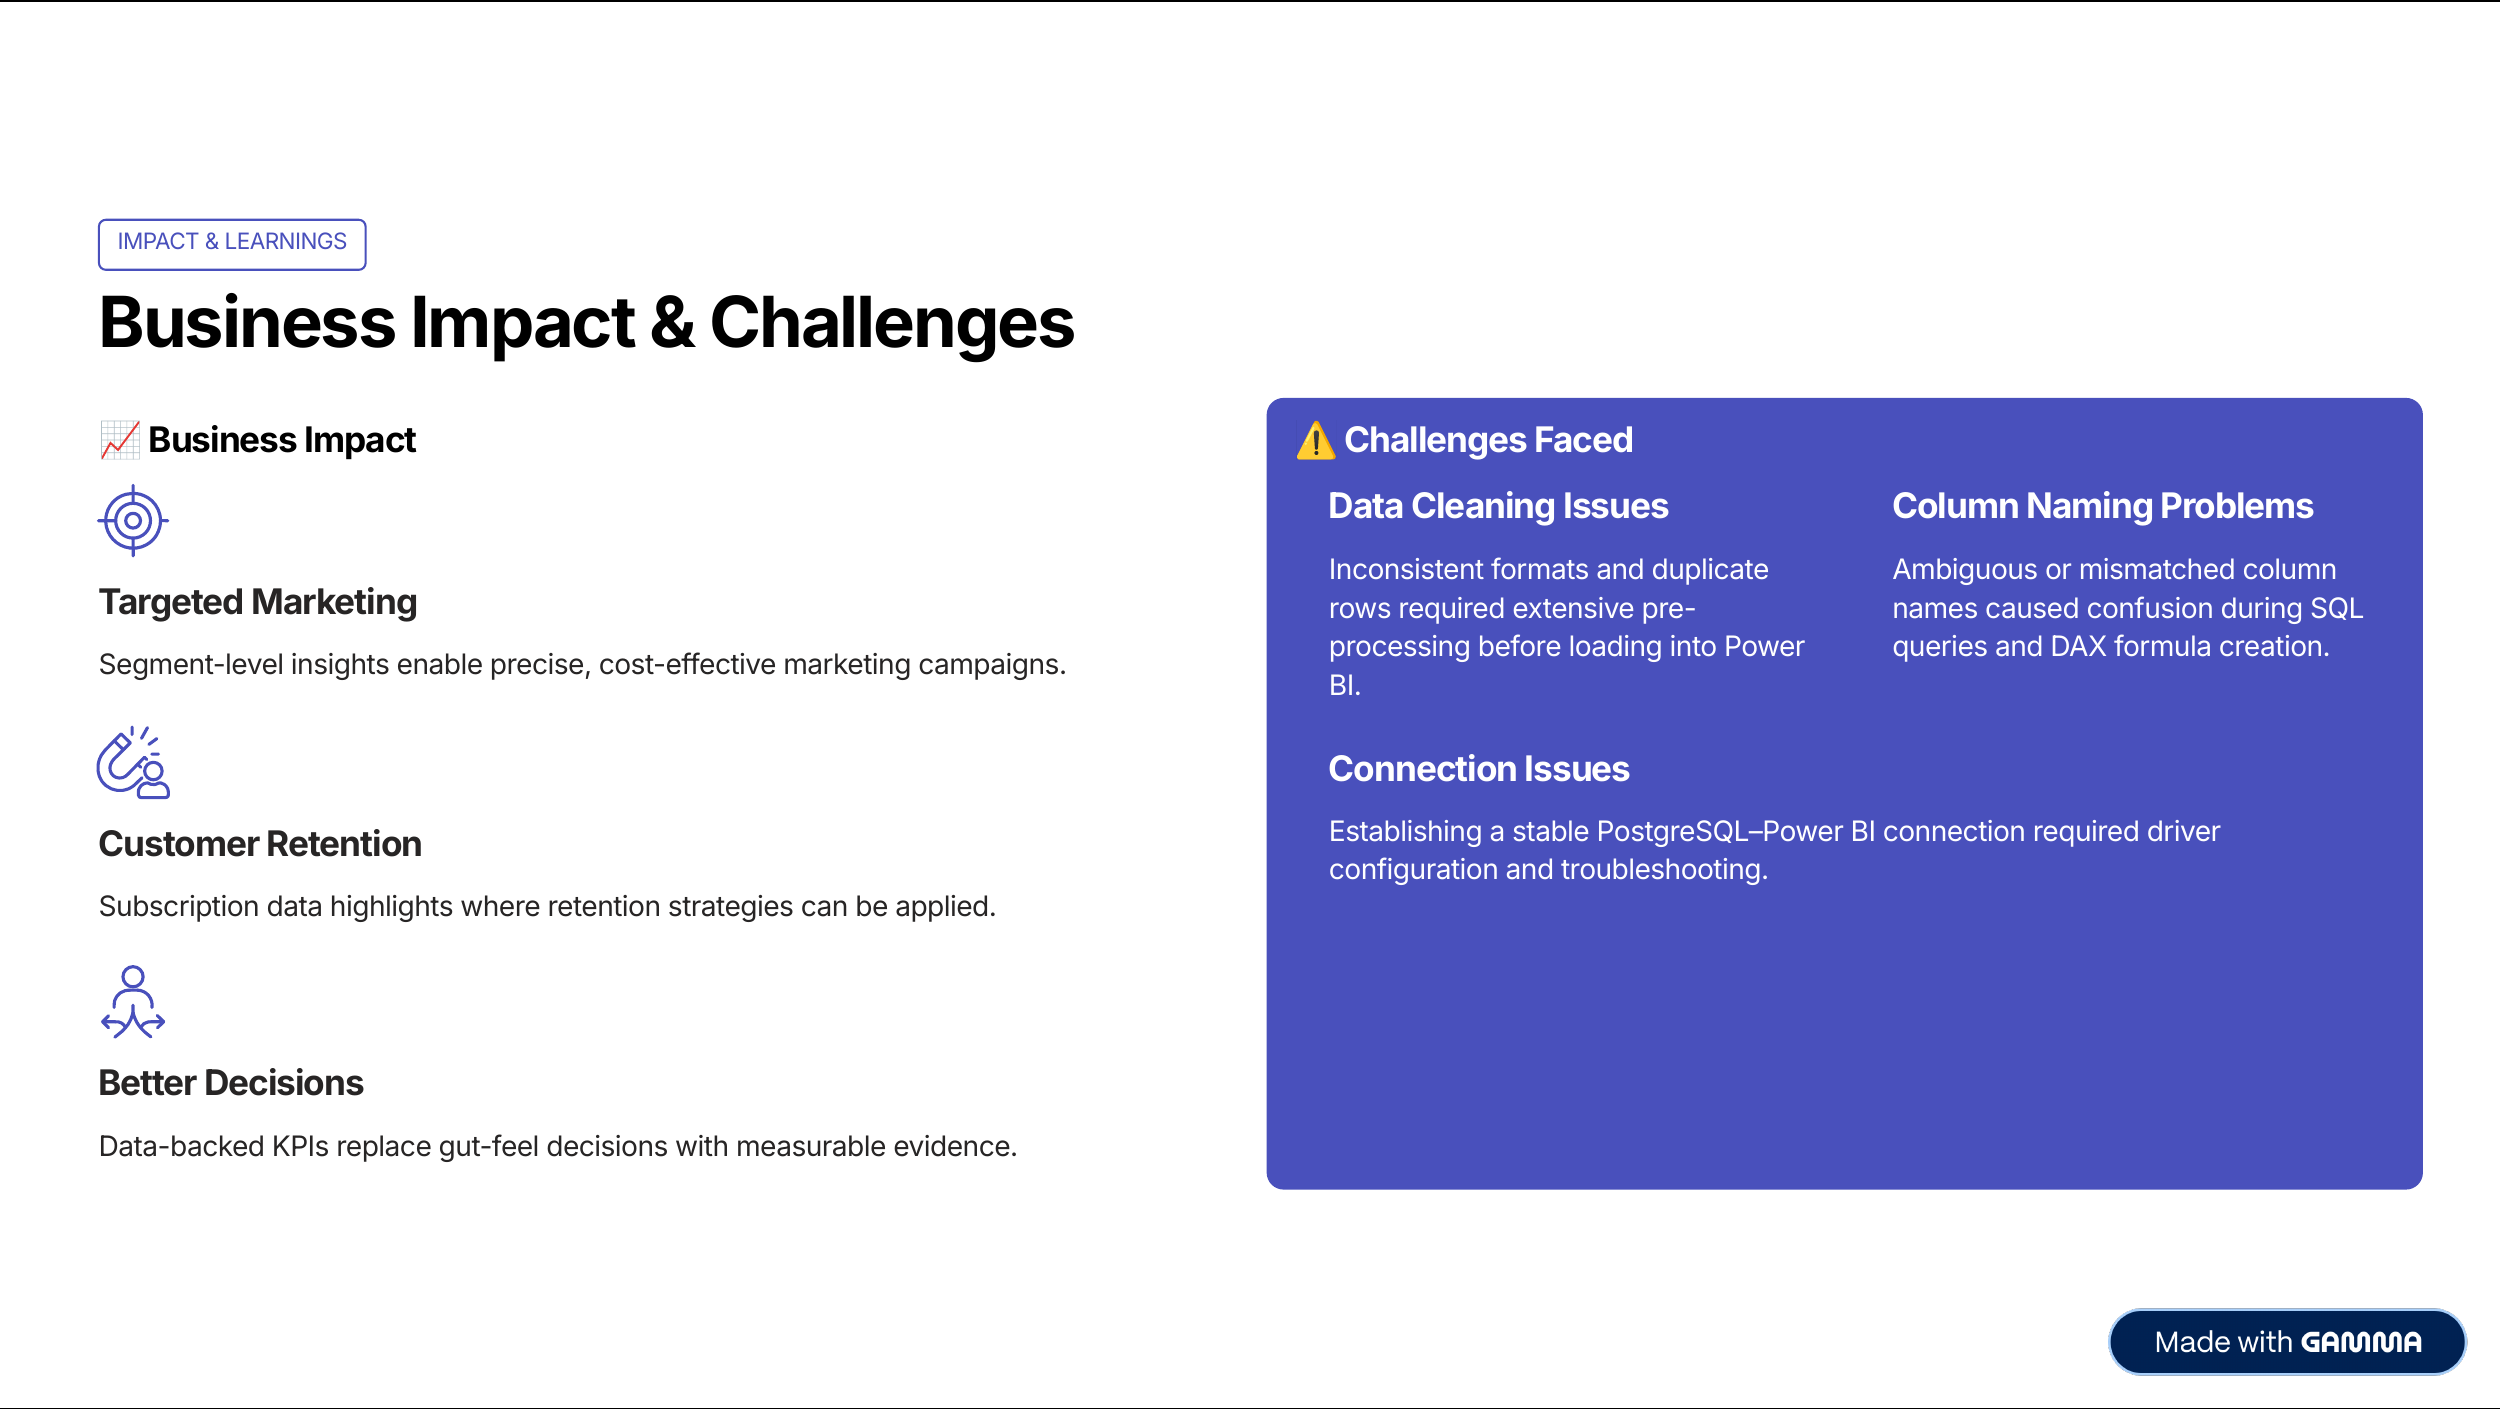 IMPACT & LEARNINGS
Business Impact & Challenges
📈 Business Impact
Targeted Marketing
Segment-level insights enable precise, cost-effective marketing campaigns.
Customer Retention
Subscription data highlights where retention strategies can be applied.
Better Decisions
Data-backed KPIs replace gut-feel decisions with measurable evidence.
⚠️ Challenges Faced
Data Cleaning Issues
Inconsistent formats and duplicate
rows required extensive pre-
processing before loading into Power
BI.
Column Naming Problems
Ambiguous or mismatched column
names caused confusion during SQL
queries and DAX formula creation.
Connection Issues
Establishing a stable PostgreSQL–Power BI connection required driver
configuration and troubleshooting.
Made with GAMMA